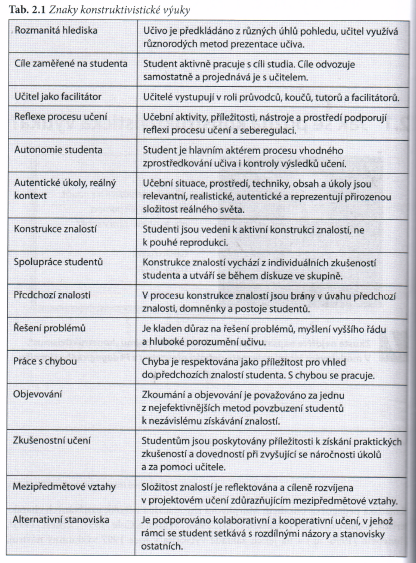 Tab. 2.1 Znaky konstruktivistické výuky
Rozmanitá hlediska
Učivo je předkládáno z různých úhlů pohledu, učitel využívá
různorodých metod prezentace učiva.
Cíle zaměřené na studenta
Student aktivně pracuje s cíli studia. Cíle odvozuje
samostatně a projednává je s učitelem.
Učitel jako facilitátor
Učitelé vystupují v roli průvodců, koučů, tutorů a facilitátorů.
Reflexe procesu učení
Učební aktivity, příležitosti, nástroje a prostředí podporují
reflexi procesu učení a seberegulaci.
Autonomie studenta
Student je hlavním aktérem procesu vhodného
zprostředkování učiva i kontroly výsledků učení.
Autentické úkoly, reálný
kontext
Učební situace, prostředí, techniky, obsah a úkoly jsou
relevantní, realistické, autentické a reprezentují přirozenou
složitost reálného světa.
Konstrukce znalostí
Studenti jsou vedeni k aktivní konstrukci znalostí, ne
k pouhé reprodukci.
Spolupráce studentů
Konstrukce znalostí vychází z individuálních zkušeností
studenta a utváří se během diskuze ve skupině.
Předchozí znalosti
V procesu konstrukce znalostí jsou brány v úvahu předchozí
znalosti, domněnky a postoje studentů.
Řešení problémů
Je kladen důraz na řešení problémů, myšlení vyššího řádu
a hluboké porozumění učivu.
Práce s chybou
Chyba je respektována jako příležitost pro vhled
do předchozích znalostí studenta. S chybou se pracuje.
Objevování
Zkoumání a objevování je považováno za jednu
z nejefektivnějších metod povzbuzení studentů
k nezávislému získávání znalostí.
Zkušenostní učení
Studentům jsou poskytovány příležitosti k získání praktických
zkušeností a dovedností při zvyšující se náročnosti úkolů
a za pomoci učitele.
Mezipředmětové vztahy
Složitost znalostí je reflektována a cíleně rozvíjena
v projektovém učení zdůrazňujícím mezipředmětové vztahy.
Alternativní stanoviska
Je podporováno kolaborativní a kooperativní učení, v jehož
rámci se student setkává s rozdílnými názory a stanovisky
ostatních.